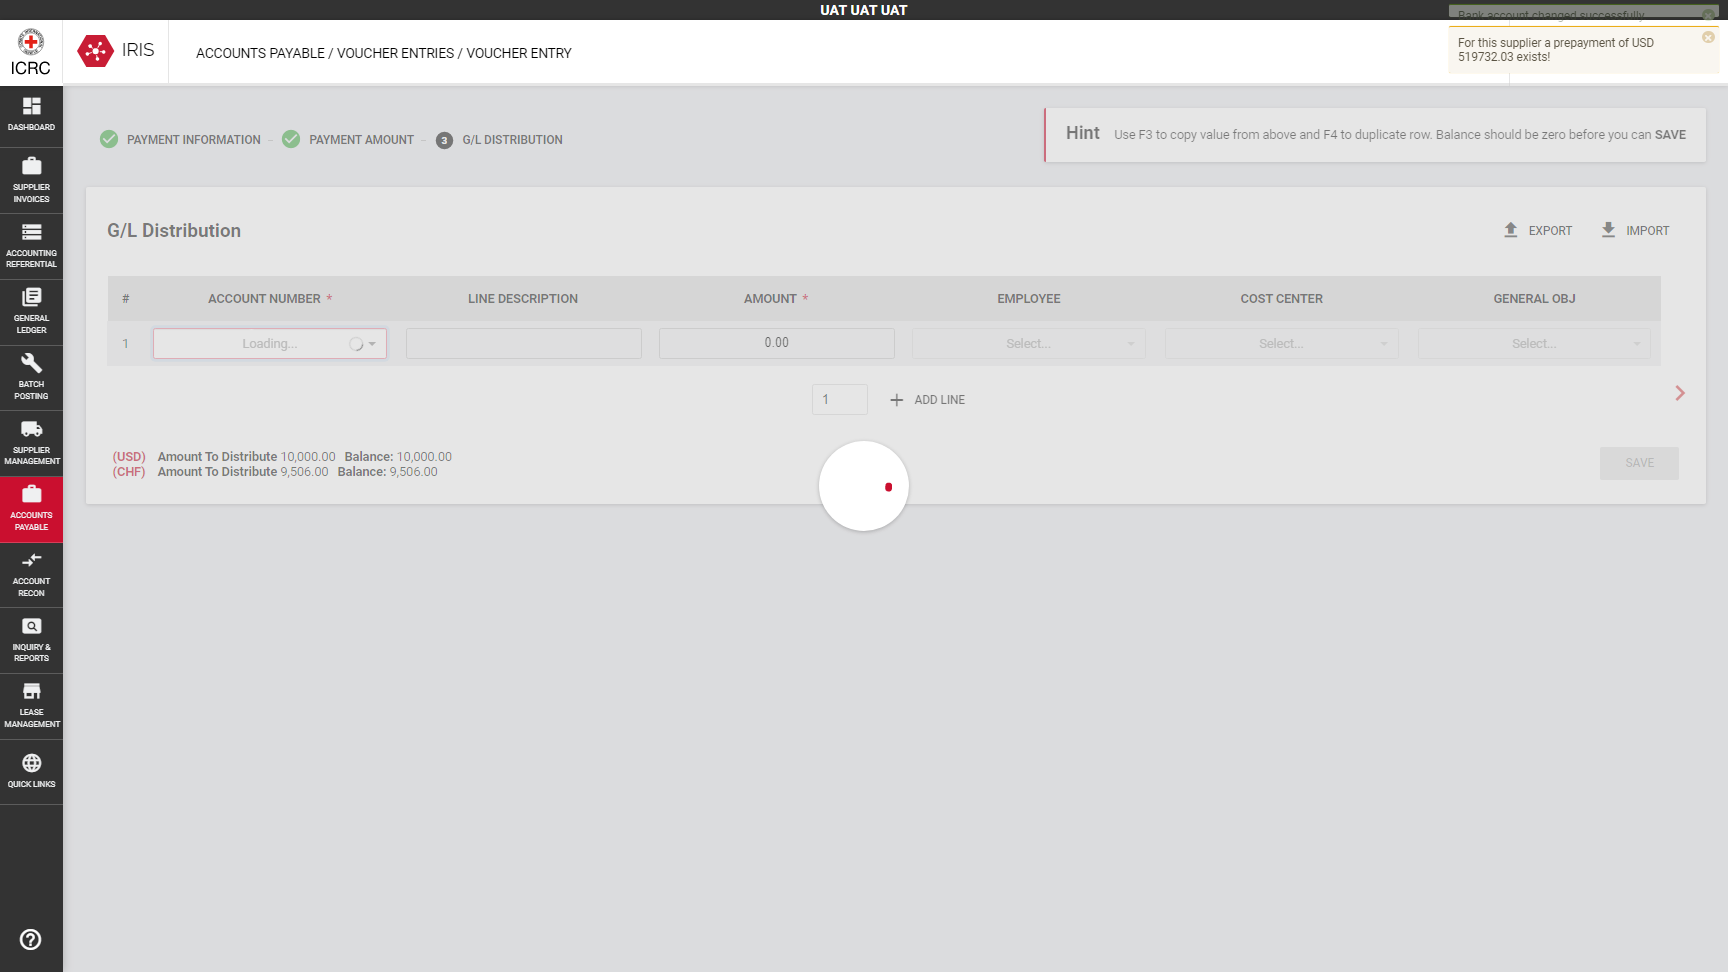 UAT UAT UAT
Bank account changed successfully
For this supplier a prepayment of USD
519732.03 exists!
ICRC
IRIS
ACCOUNTS PAYABLE / VOUCHER ENTRIES / VOUCHER ENTRY
DASHBOARD
SUPPLIER
INVOICES
ACCOUNTING
REFERENTIAL
GENERAL
LEDGER
BATCH
POSTING
SUPPLIER
MANAGEMENT
ACCOUNTS
PAYABLE
ACCOUNT
RECON
INQUIRY &
REPORTS
LEASE
MANAGEMENT
QUICK LINKS
PAYMENT INFORMATION
PAYMENT AMOUNT
3 G/L DISTRIBUTION
Hint Use F3 to copy value from above and F4 to duplicate row. Balance should be zero before you can SAVE
G/L Distribution
EXPORT
IMPORT
# ACCOUNT NUMBER * LINE DESCRIPTION AMOUNT * EMPLOYEE COST CENTER GENERAL OBJ
1 Loading... 0.00 Select... Select... Select...
1 ADD LINE
(USD) Amount To Distribute 10,000.00 Balance: 10,000.00
(CHF) Amount To Distribute 9,506.00 Balance: 9,506.00
SAVE